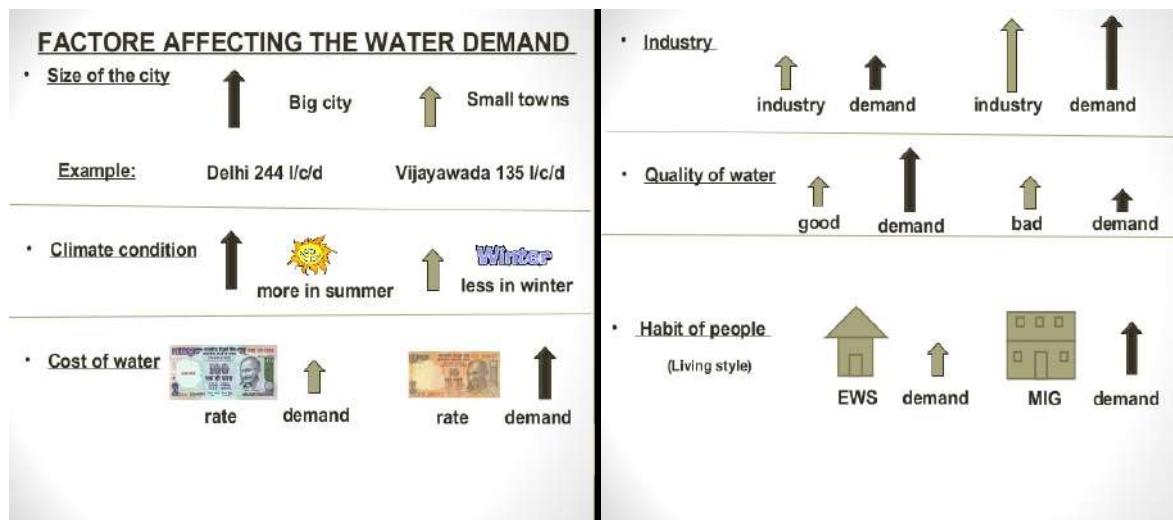 FACTORE AFFECTING THE WATER DEMAND
• Size of the city
Big city
Small towns
Example:
Delhi 244 l/c/d
Vijayawada 135 l/c/d
• Climate condition
Winter
more in summer
less in winter
• Cost of water
100
10
rate
demand
rate
demand
• Industry
industry
demand
industry
demand
• Quality of water
good
demand
bad
demand
• Habit of people
(Living style)
EWS
demand
MIG
demand